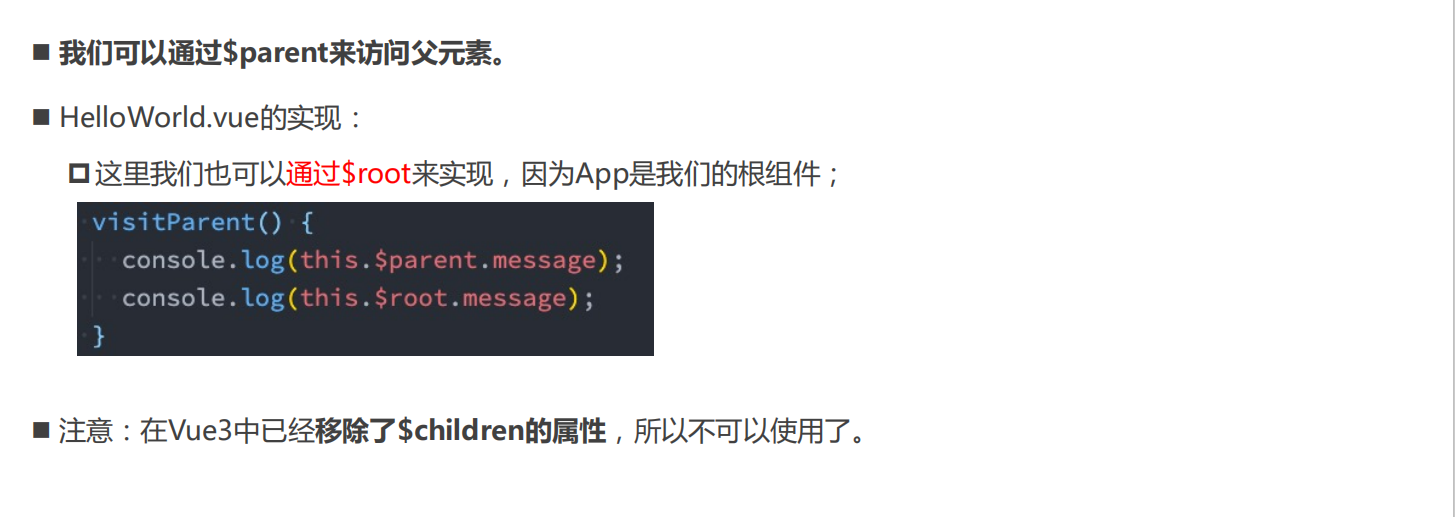 我们可以通过$parent来访问父元素。
HelloWorld.vue的实现：
这里我们也可以通过$root来实现，因为App是我们的根组件；
visitParent() {
console.log(this.$parent.message);
console.log(this.$root.message);
}
注意：在Vue3中已经移除了$children的属性，所以不可以使用了。